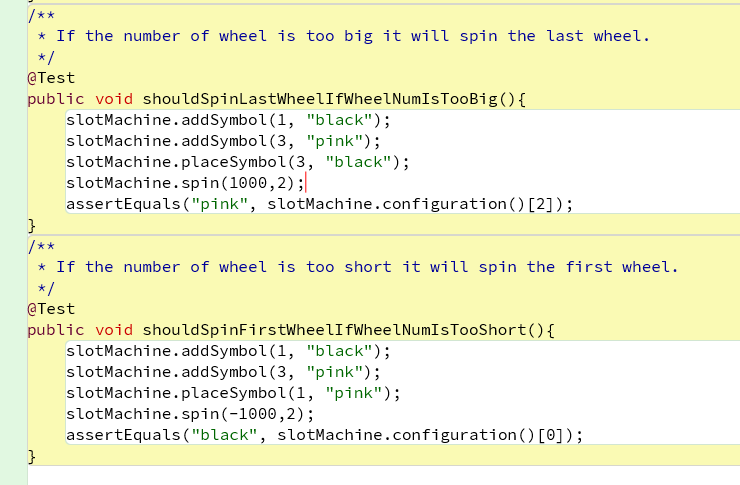 /**
 * If the number of wheel is too big it will spin the last wheel.
 */
@Test
public void shouldSpinLastWheelIfWheelNumIsTooBig(){
    slotMachine.addSymbol(1, "black");
    slotMachine.addSymbol(3, "pink");
    slotMachine.placeSymbol(3, "black");
    slotMachine.spin(1000,2);
    assertEquals("pink", slotMachine.configuration()[2]);
}
/**
 * If the number of wheel is too short it will spin the first wheel.
 */
@Test
public void shouldSpinFirstWheelIfWheelNumIsTooShort(){
    slotMachine.addSymbol(1, "black");
    slotMachine.addSymbol(3, "pink");
    slotMachine.placeSymbol(1, "pink");
    slotMachine.spin(-1000,2);
    assertEquals("black", slotMachine.configuration()[0]);
}